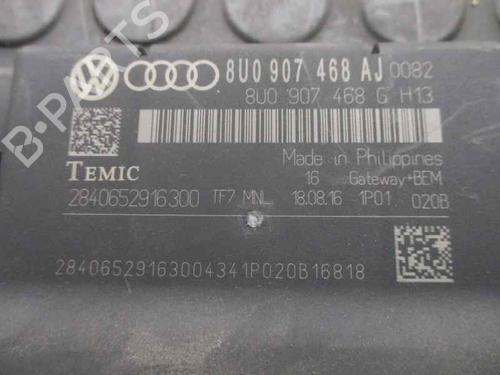 B-PARTS
8U0 907 468 AJ 0082
8U0 907 468 G H13
TEMIC
Made in Philippines
16 Gateway+BEM
2840652916300 TF7 MNL 18.08.16 1P01 020B
28406529163004341P020B16818